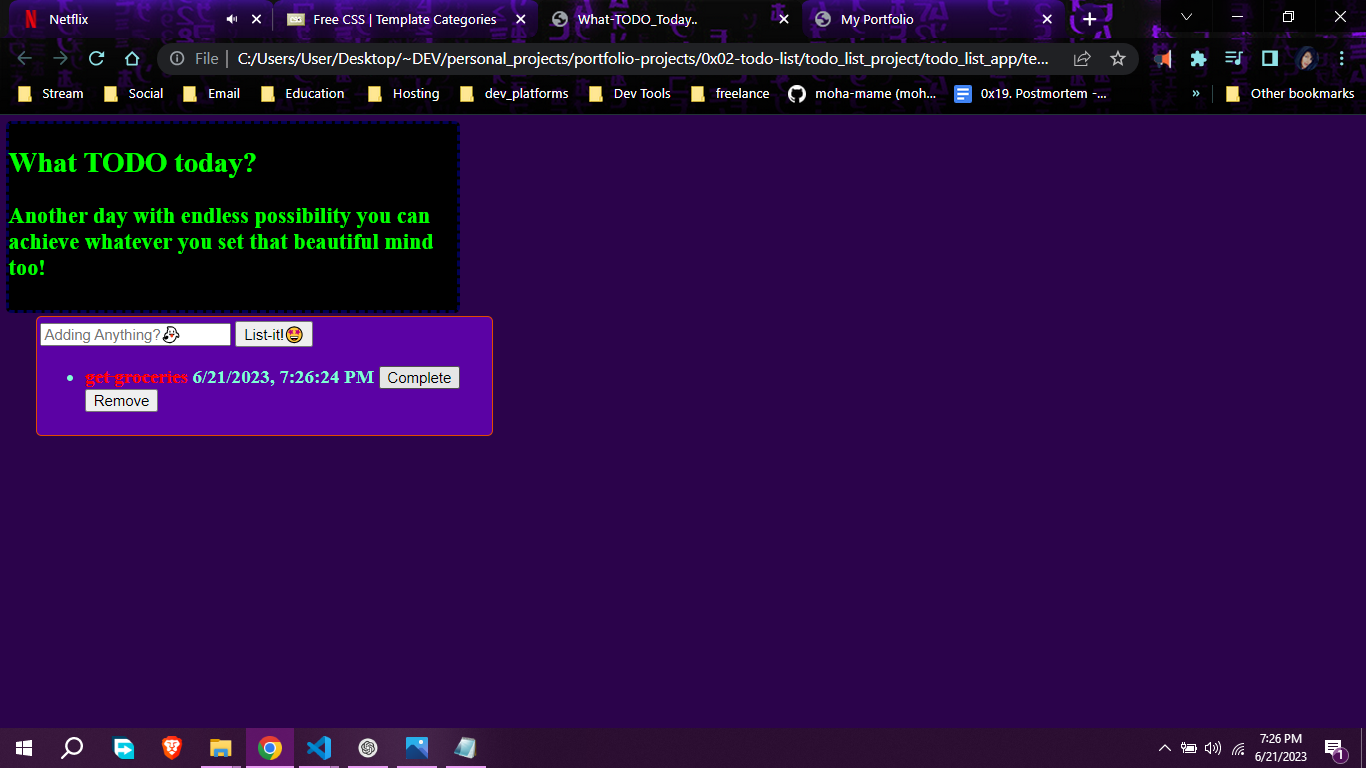 Netflix
Free CSS | Template Categories
What-TODO_Today..
My Portfolio
File | C:/Users/User/Desktop/~DEV/personal_projects/portfolio-projects/0x02-todo-list/todo_list_project/todo_list_app/te...
Stream
Social
Email
Education
Hosting
dev_platforms
Dev Tools
freelance
moha-mame (moh...
0x19. Postmortem -...
»
Other bookmarks
What TODO today?
Another day with endless possibility you can
achieve whatever you set that beautiful mind
too!
Adding Anything?👻 List-it!🤩
• get groceries 6/21/2023, 7:26:24 PM Complete
Remove
7:26 PM
6/21/2023
1